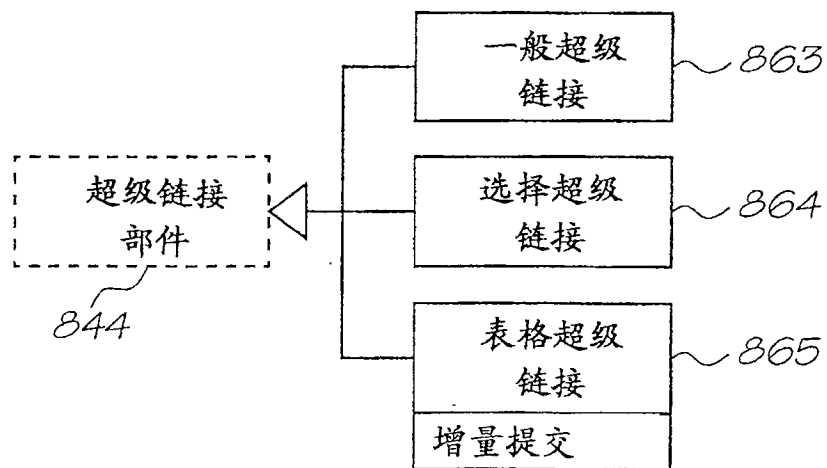 一般超级
链接
863
超级链接
部件
844
选择超级
链接
864
表格超级
链接
865
增量提交